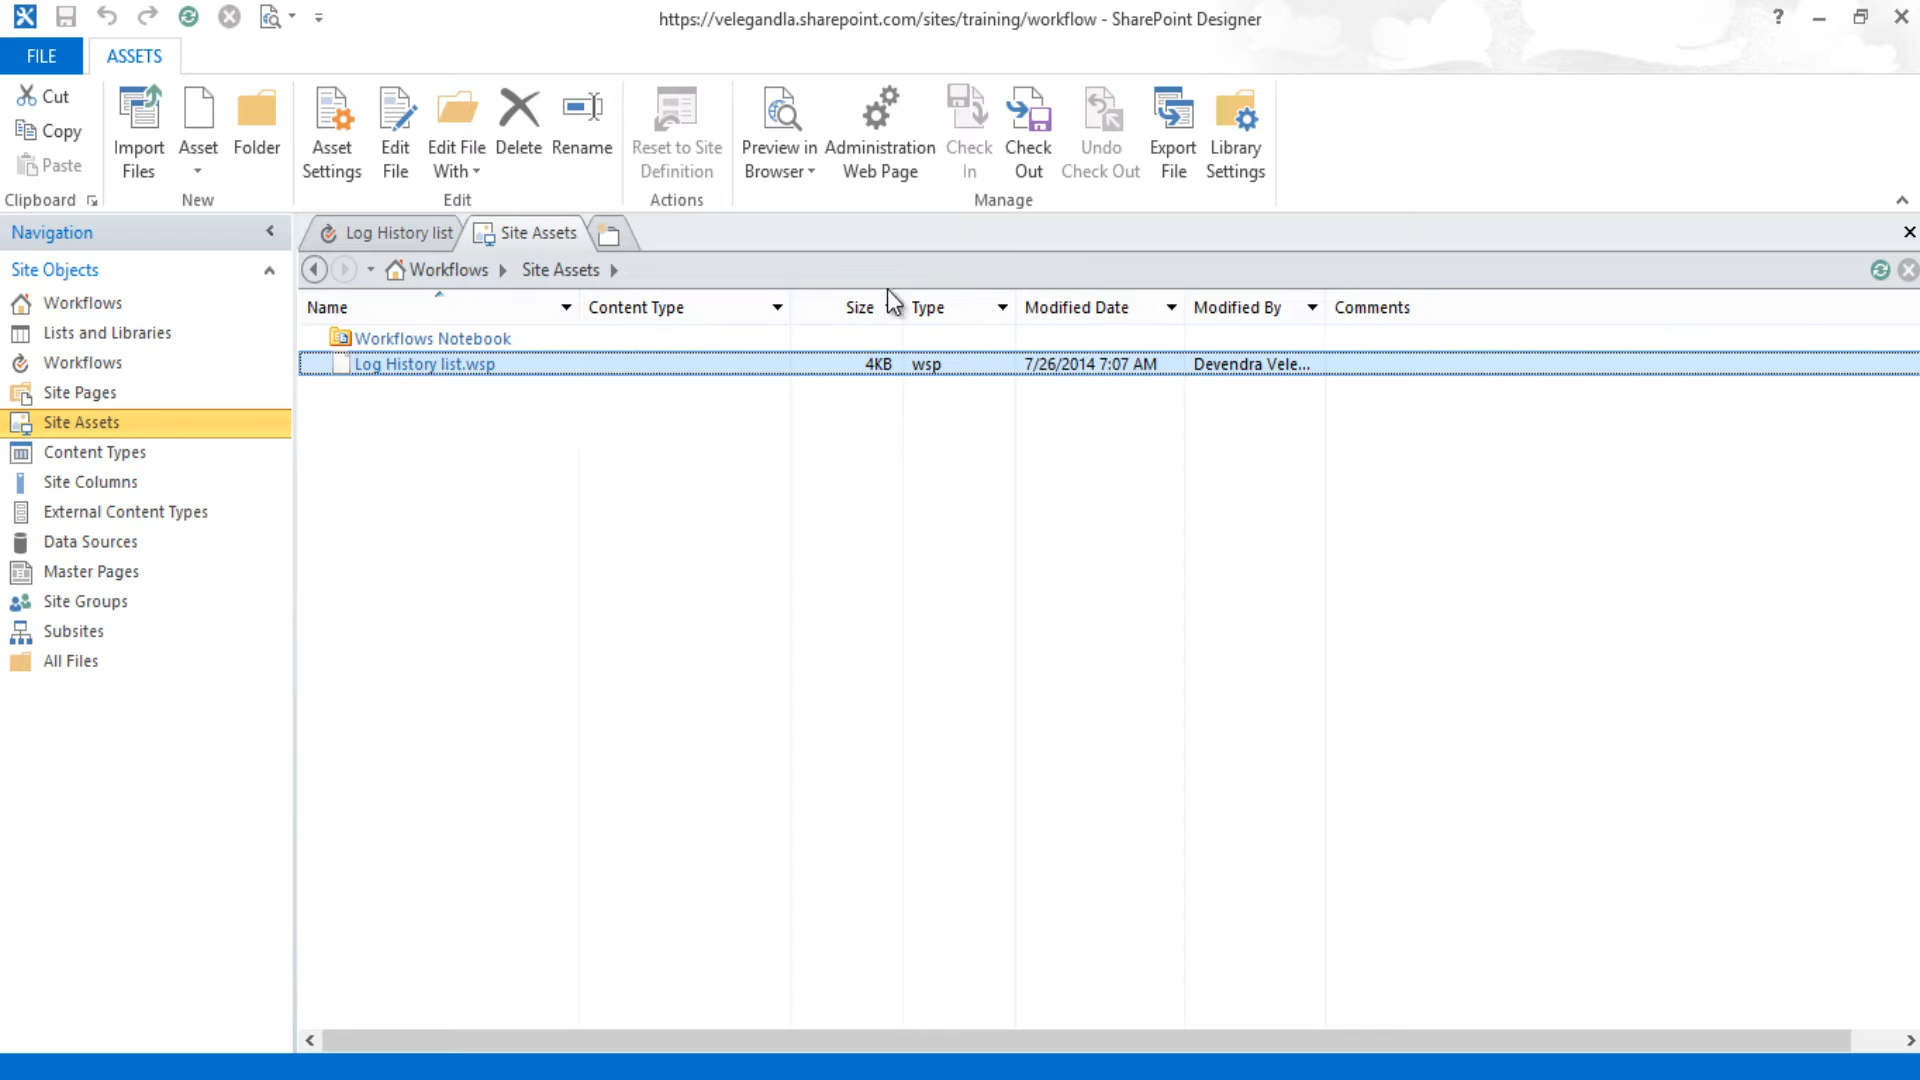 https://velegandla.sharepoint.com/sites/training/workflow - SharePoint Designer
?
FILE
ASSETS
Cut
Copy
Paste
Clipboard
Import Files
Asset
Folder
New
Asset Settings
Edit File
Edit File With
Delete
Rename
Edit
Reset to Site Definition
Actions
Preview in Browser
Administration Web Page
Check In
Check Out
Undo Check Out
Export File
Library Settings
Manage
Navigation
Site Objects
Workflows
Lists and Libraries
Workflows
Site Pages
Site Assets
Content Types
Site Columns
External Content Types
Data Sources
Master Pages
Site Groups
Subsites
All Files
Log History list
Site Assets
Workflows
Site Assets
Name Content Type Size Type Modified Date Modified By Comments
Workflows Notebook
Log History list.wsp 4KB wsp 7/26/2014 7:07 AM Devendra Vele...